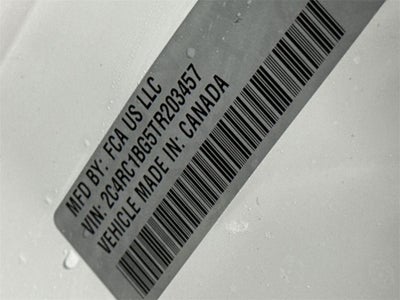 MFD BY: FCA US LLC
VIN: 2C4RC1BG5TR203457
VEHICLE MADE IN: CANADA